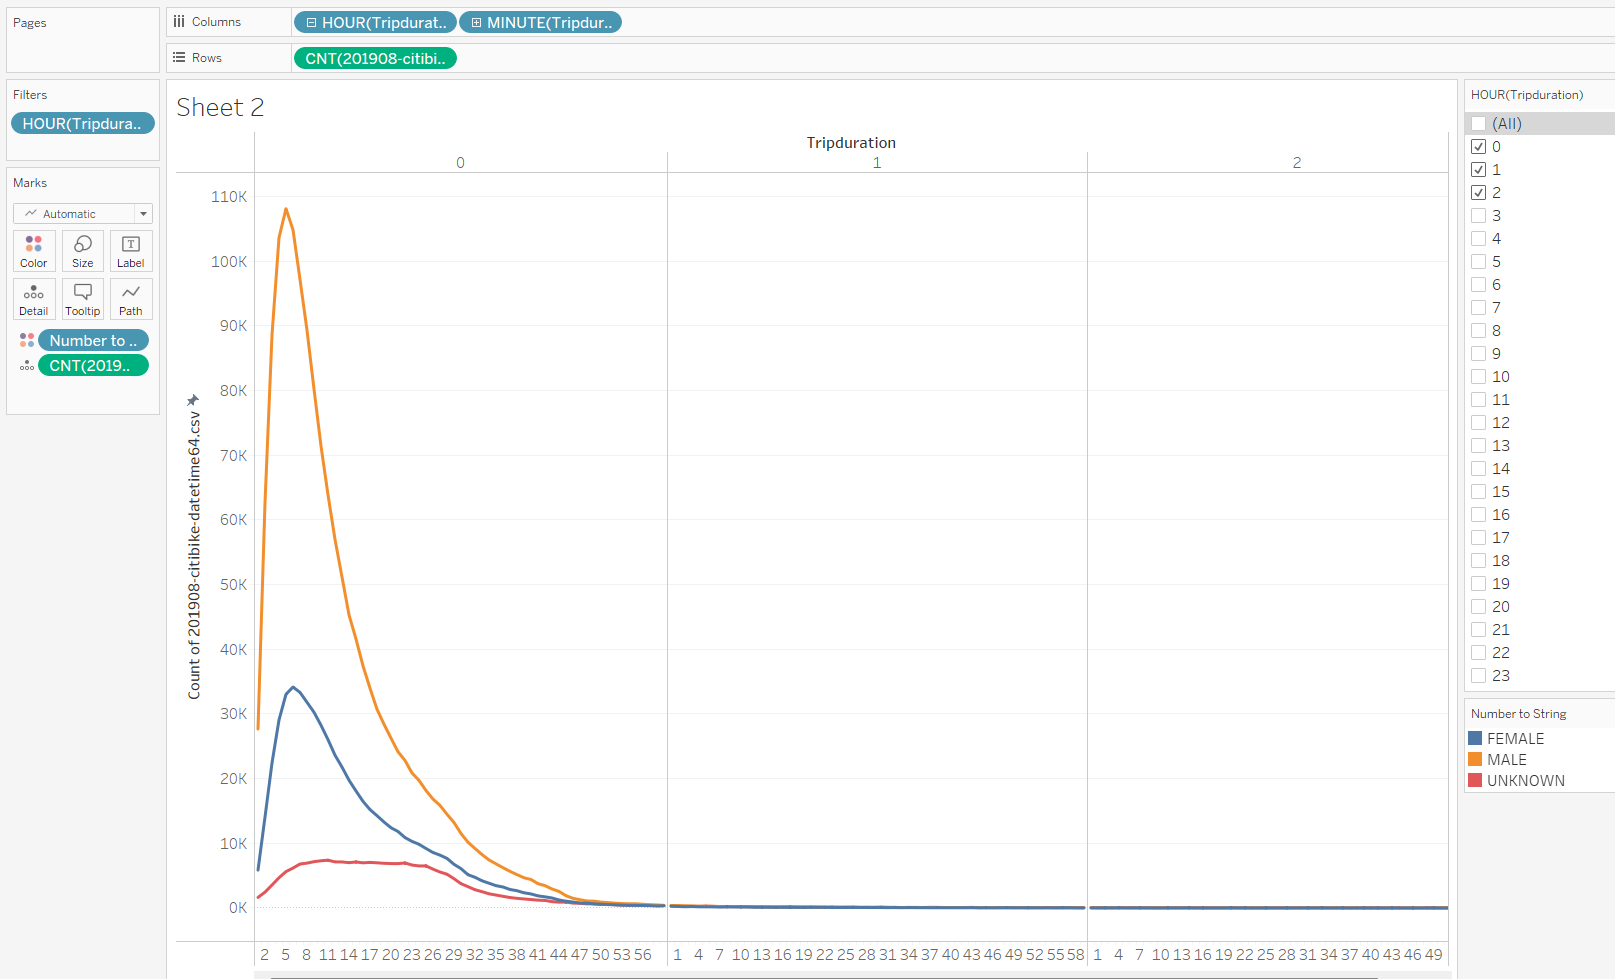 Pages
Columns
HOUR(Tripdurat..
MINUTE(Tripdur..
Rows
CNT(201908-citibi..
Filters
HOUR(Tripdura..
Marks
Automatic
Color
Size
Label
Detail
Tooltip
Path
Number to ..
CNT(2019..
Sheet 2
Tripduration
0
1
2
110K
100K
90K
80K
70K
60K
50K
40K
30K
20K
10K
0K
Count of 201908-citibike-datetime64.csv
2 5 8 11 14 17 20 23 26 29 32 35 38 41 44 47 50 53 56
1 4 7 10 13 16 19 22 25 28 31 34 37 40 43 46 49 52 55 58
1 4 7 10 13 16 19 22 25 28 31 34 37 40 43 46 49
HOUR(Tripduration)
(All)
0
1
2
3
4
5
6
7
8
9
10
11
12
13
14
15
16
17
18
19
20
21
22
23
Number to String
FEMALE
MALE
UNKNOWN